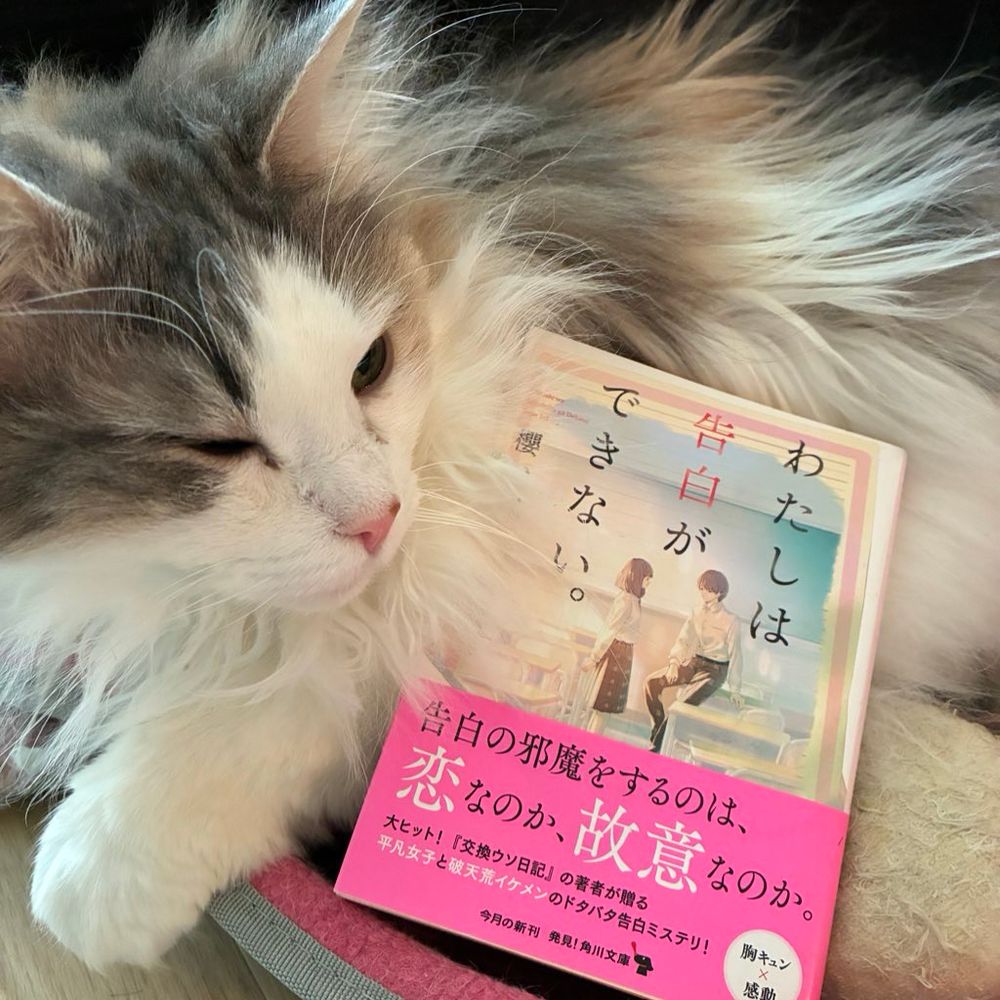 わたしは
告白が
できない。
櫻
告白の邪魔をするのは、
恋なのか、故意なのか。
大ヒット!『交換ウソ日記』の著者が贈る
平凡女子と破天荒イケメンのドタバタ告白ミステリ!
今月の新刊 発見!角川文庫
胸キュン
×
感動